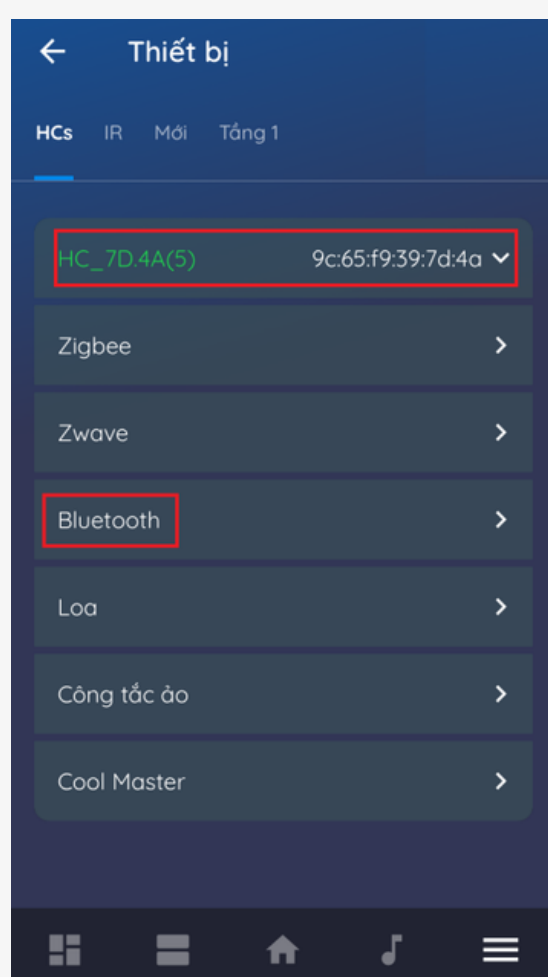 Thiết bị
HCs IR Mới Tầng 1
HC_7D.4A(5) 9c:65:f9:39:7d:4a
Zigbee
Zwave
Bluetooth
Loa
Công tắc ảo
Cool Master